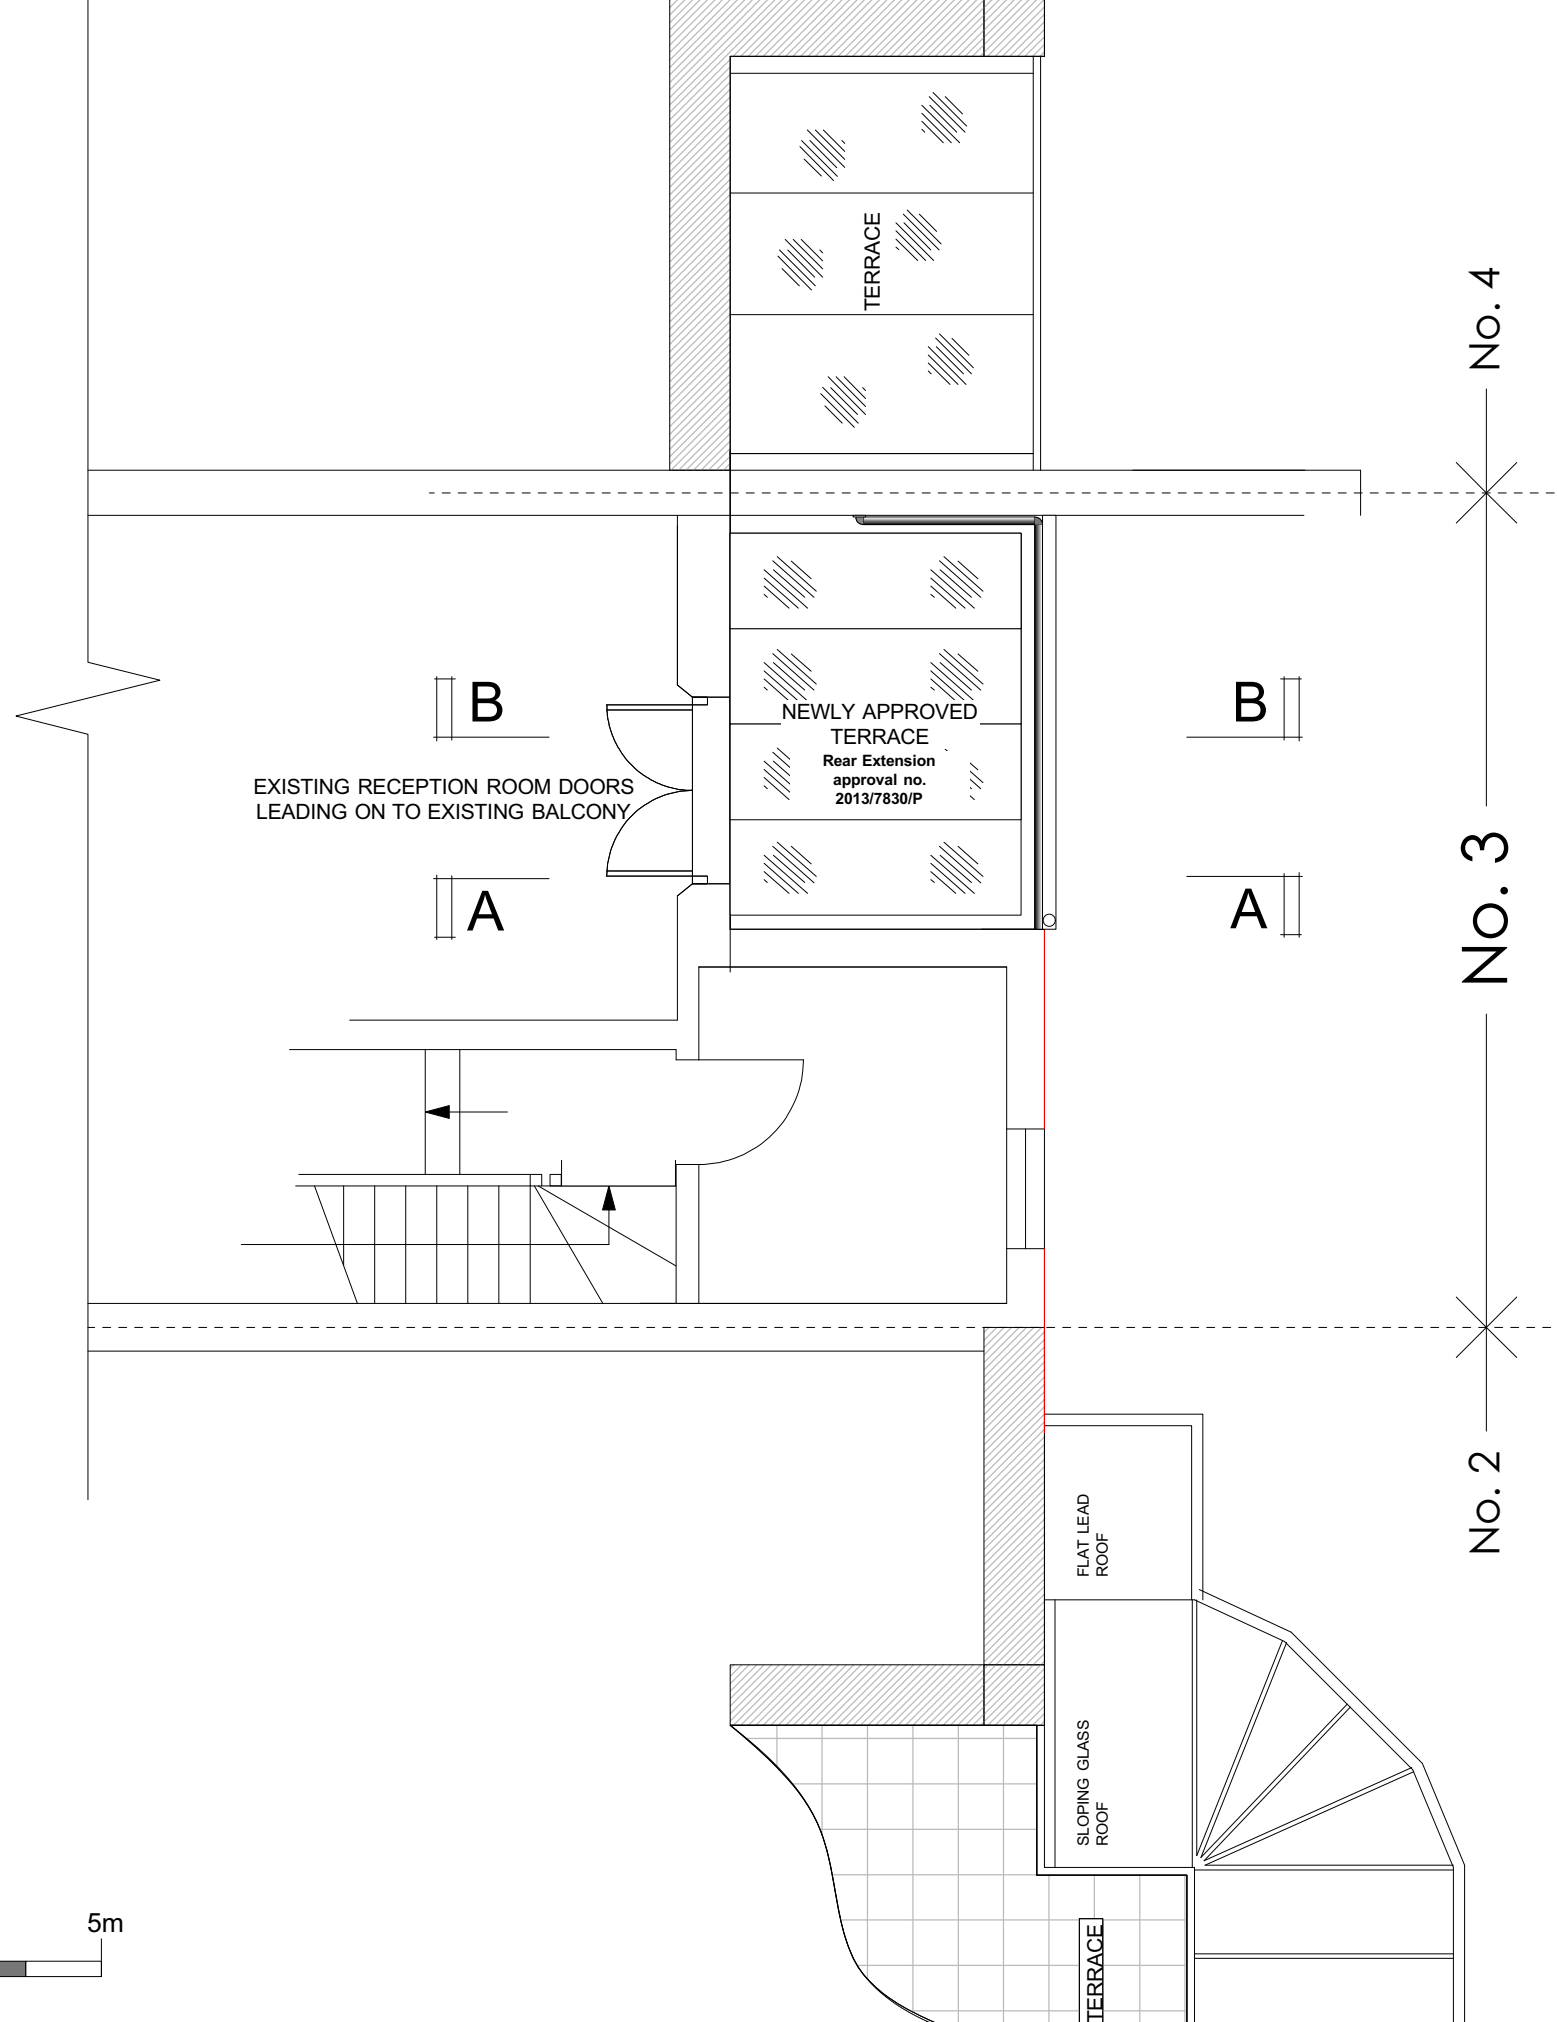 TERRACE
No. 4
B
B
NEWLY APPROVED
TERRACE
Rear Extension
approval no.
2013/7830/P
EXISTING RECEPTION ROOM DOORS
LEADING ON TO EXISTING BALCONY
A
A
No. 3
No. 2
FLAT LEAD
ROOF
SLOPING GLASS
ROOF
TERRACE
5m